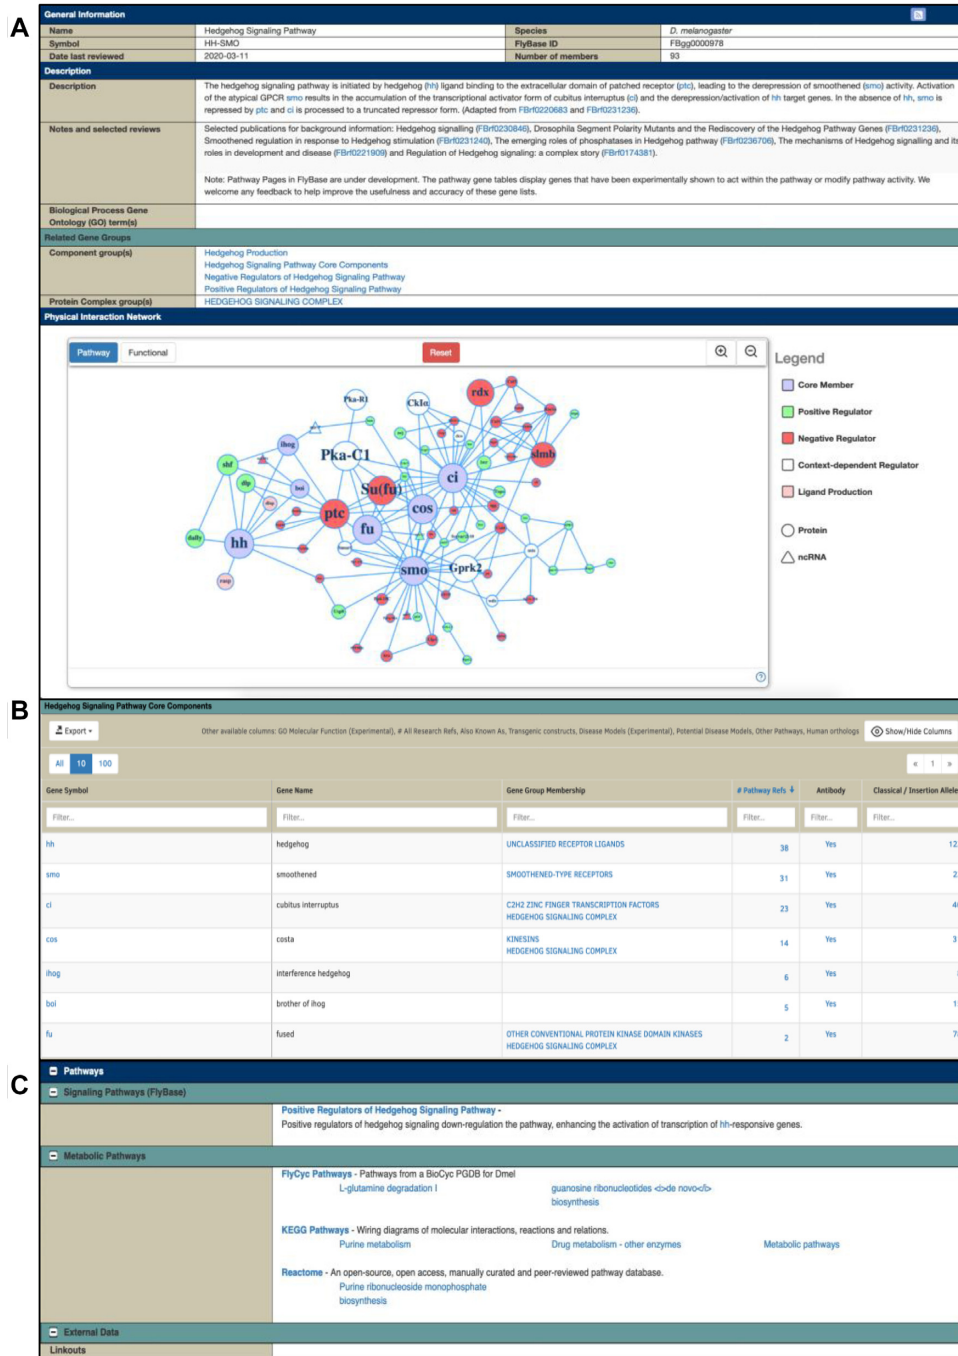 A
General Information
Name Hedgehog Signaling Pathway Species D. melanogaster
Symbol HH-SMO FlyBase ID FBgg0000978
Date last reviewed 2020-03-11 Number of members 93
Description
Description The hedgehog signaling pathway is initiated by hedgehog (hh) ligand binding to the extracellular domain of patched receptor (ptc), leading to the derepression of smoothened (smo) activity. Activation
of the atypical GPCR smo results in the accumulation of the transcriptional activator form of cubitus interruptus (ci) and the derepression/activation of hh target genes. In the absence of hh, smo is
repressed by ptc and ci is processed to a truncated repressor form. (Adapted from FBrf0220683 and FBrf0231236).
Notes and selected reviews Selected publications for background information: Hedgehog signalling (FBrf0230846), Drosophila Segment Polarity Mutants and the Rediscovery of the Hedgehog Pathway Genes (FBrf0231236),
Smoothened regulation in response to Hedgehog stimulation (FBrf0231240), The emerging roles of phosphatases in Hedgehog pathway (FBrf0236706), The mechanisms of Hedgehog signalling and its
roles in development and disease (FBrf0221909) and Regulation of Hedgehog signaling: a complex story (FBrf0174381).
Note: Pathway Pages in FlyBase are under development. The pathway gene tables display genes that have been experimentally shown to act within the pathway or modify pathway activity. We
welcome any feedback to help improve the usefulness and accuracy of these gene lists.
Biological Process Gene
Ontology (GO) term(s)
Related Gene Groups
Component group(s) Hedgehog Production
Hedgehog Signaling Pathway Core Components
Negative Regulators of Hedgehog Signaling Pathway
Positive Regulators of Hedgehog Signaling Pathway
Protein Complex group(s) HEDGEHOG SIGNALING COMPLEX
Physical Interaction Network
Pathway Functional Reset
Legend
Core Member
Positive Regulator
Negative Regulator
Context-dependent Regulator
Ligand Production
Protein
ncRNA
rdx
Pka-R1
CkIα
ihog
Pka-C1
slmb
shf
ci
dlp
boi
Su(fu)
cos
ptc
fu
dally
hh
smo
Gprk2
rasp
B
Hedgehog Signaling Pathway Core Components
Export Other available columns: GO Molecular Function (Experimental), # All Research Refs, Also Known As, Transgenic constructs, Disease Models (Experimental), Potential Disease Models, Other Pathways, Human orthologs Show/Hide Columns
All 10 100 « 1 »
Gene Symbol Gene Name Gene Group Membership # Pathway Refs Antibody Classical / Insertion Allele
Filter... Filter... Filter... Filter... Filter... Filter...
hh hedgehog UNCLASSIFIED RECEPTOR LIGANDS 38 Yes 12
smo smoothened SMOOTHENED-TYPE RECEPTORS 31 Yes 2
ci cubitus interruptus C2H2 ZINC FINGER TRANSCRIPTION FACTORS 23 Yes 4
HEDGEHOG SIGNALING COMPLEX
cos costa KINESINS 14 Yes 3
HEDGEHOG SIGNALING COMPLEX
ihog interference hedgehog 6 Yes
boi brother of ihog 5 Yes 1
fu fused OTHER CONVENTIONAL PROTEIN KINASE DOMAIN KINASES 2 Yes 7
HEDGEHOG SIGNALING COMPLEX
C
Pathways
Signaling Pathways (FlyBase)
Positive Regulators of Hedgehog Signaling Pathway -
Positive regulators of hedgehog signaling down-regulation the pathway, enhancing the activation of transcription of hh-responsive genes.
Metabolic Pathways
FlyCyc Pathways - Pathways from a BioCyc PGDB for Dmel
L-glutamine degradation I guanosine ribonucleotides <i>de novo</i>
biosynthesis
KEGG Pathways - Wiring diagrams of molecular interactions, reactions and relations.
Purine metabolism Drug metabolism - other enzymes Metabolic pathways
Reactome - An open-source, open access, manually curated and peer-reviewed pathway database.
Purine ribonucleoside monophosphate
biosynthesis
External Data
Linkouts